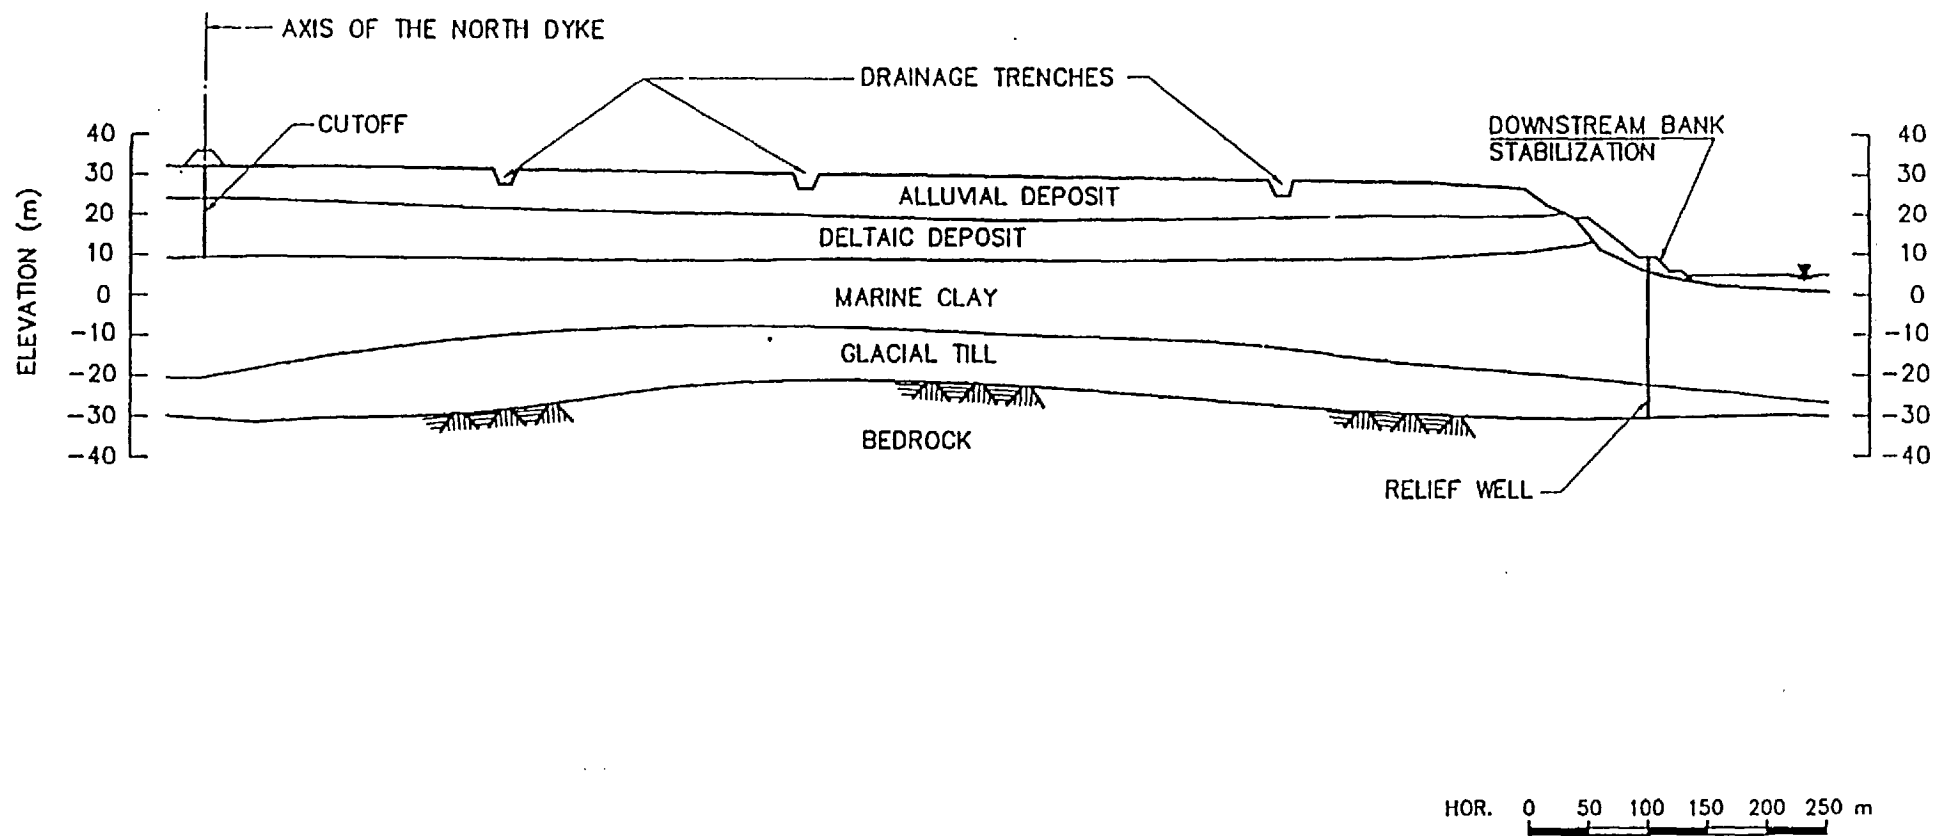 AXIS OF THE NORTH DYKE
DRAINAGE TRENCHES
CUTOFF
DOWNSTREAM BANK
STABILIZATION
ELEVATION (m)
40
30
20
10
0
-10
-20
-30
-40
ALLUVIAL DEPOSIT
DELTAIC DEPOSIT
MARINE CLAY
GLACIAL TILL
BEDROCK
RELIEF WELL
40
30
20
10
0
-10
-20
-30
-40
HOR. 0 50 100 150 200 250 m